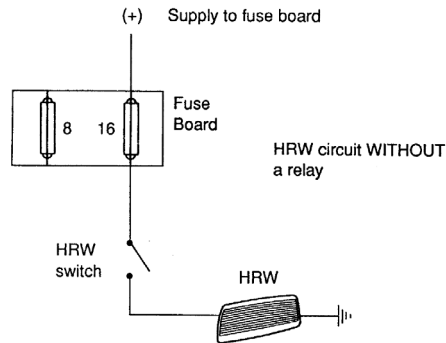 (+) Supply to fuse board
8 16
Fuse
Board
HRW circuit WITHOUT
a relay
HRW
switch
HRW